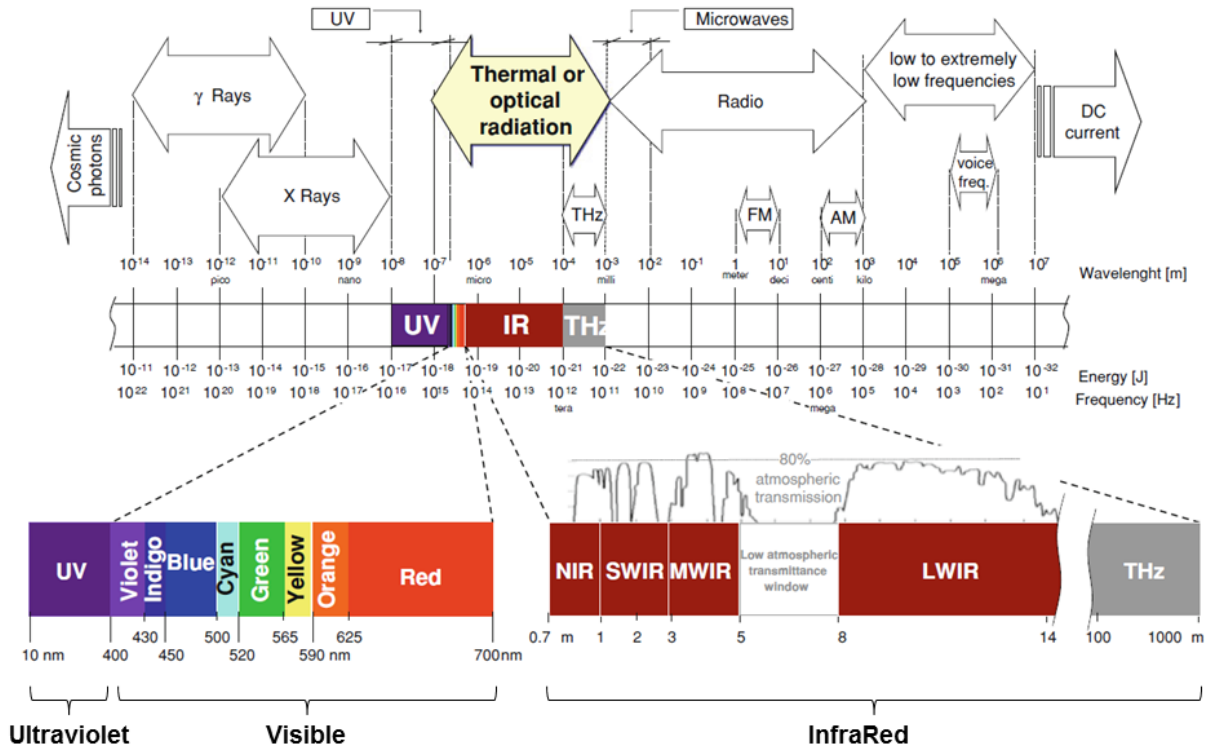 UV
Microwaves
γ Rays
Thermal or
optical
radiation
Radio
low to extremely
low frequencies
DC
current
Cosmic
photons
X Rays
THz
FM
AM
voice
freq.
10-14 10-13 10-12 10-11 10-10 10-9 10-8 10-7 10-6 10-5 10-4 10-3 10-2 10-1 1 101 102 103 104 105 106 107
Wavelenght [m]
pico nano micro milli meter deci centi kilo mega
UV IR THz
10-11 10-12 10-13 10-14 10-15 10-16 10-17 10-18 10-19 10-20 10-21 10-22 10-23 10-24 10-25 10-26 10-27 10-28 10-29 10-30 10-31 10-32
Energy [J]
1022 1021 1020 1019 1018 1017 1016 1015 1014 1013 1012 1011 1010 109 108 107 106 105 104 103 102 101
Frequency [Hz]
tera mega
80%
atmospheric
transmission
UV Violet Indigo Blue Cyan Green Yellow Orange Red
NIR SWIR MWIR
Low atmospheric
transmittance
window
LWIR THz
430 500 565 625
10 nm 400 450 520 590 nm 700nm
0.7 m 1 2 3 5 8 14 100 1000 m
Ultraviolet Visible InfraRed